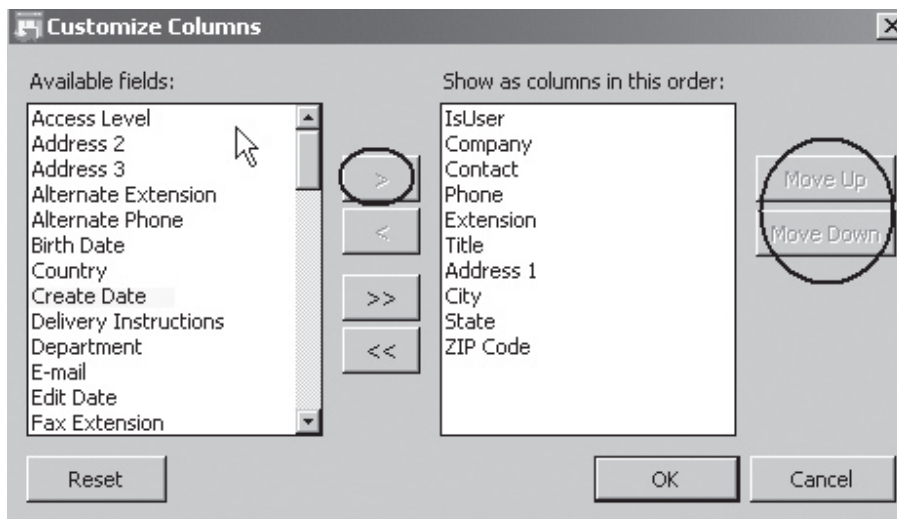 Customize Columns
Available fields:
Access Level
Address 2
Address 3
Alternate Extension
Alternate Phone
Birth Date
Country
Create Date
Delivery Instructions
Department
E-mail
Edit Date
Fax Extension
>
<
>>
<<
Show as columns in this order:
IsUser
Company
Contact
Phone
Extension
Title
Address 1
City
State
ZIP Code
Move Up
Move Down
Reset
OK
Cancel